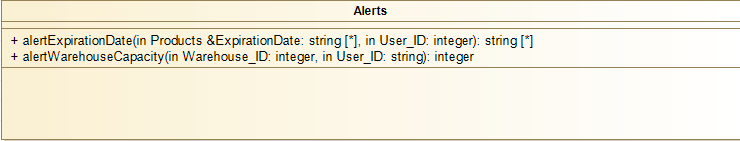 Alerts
+ alertExpirationDate(in Products &ExpirationDate: string [*], in User_ID: integer): string [*]
+ alertWarehouseCapacity(in Warehouse_ID: integer, in User_ID: string): integer